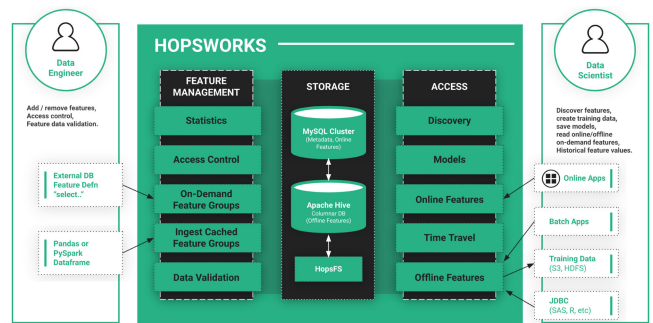 Data
Engineer
Add / remove features,
Access control,
Feature data validation.
External DB
Feature Defn
"select.."
Pandas or
PySpark
Dataframe
HOPSWORKS
FEATURE
MANAGEMENT
Statistics
Access Control
On-Demand
Feature Groups
Ingest Cached
Feature Groups
Data Validation
STORAGE
MySQL Cluster
(Metadata, Online
Features)
Apache Hive
Columnar DB
(Offline Features)
HopsFS
ACCESS
Discovery
Models
Online Features
Time Travel
Offline Features
Data
Scientist
Discover features,
create training data,
save models,
read online/offline
on-demand features,
Historical feature values.
Online Apps
Batch Apps
Training Data
(S3, HDFS)
JDBC
(SAS, R, etc)